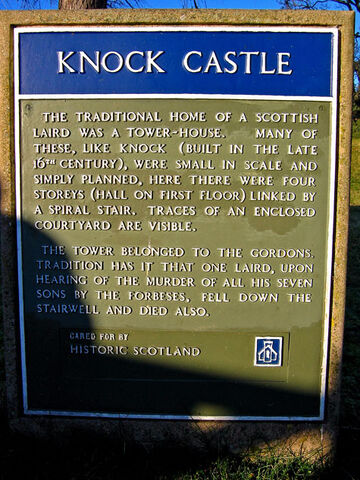 KNOCK CASTLE
THE TRADITIONAL HOME OF A SCOTTISH
LAIRD WAS A TOWER-HOUSE. MANY OF
THESE, LIKE KNOCK (BUILT IN THE LATE
16TH CENTURY), WERE SMALL IN SCALE AND
SIMPLY PLANNED, HERE THERE WERE FOUR
STOREYS (HALL ON FIRST FLOOR) LINKED BY
A SPIRAL STAIR. TRACES OF AN ENCLOSED
COURTYARD ARE VISIBLE.
THE TOWER BELONGED TO THE GORDONS.
TRADITION HAS IT THAT ONE LAIRD, UPON
HEARING OF THE MURDER OF ALL HIS SEVEN
SONS BY THE FORBESES, FELL DOWN THE
STAIRWELL AND DIED ALSO.
CARED FOR BY
HISTORIC SCOTLAND